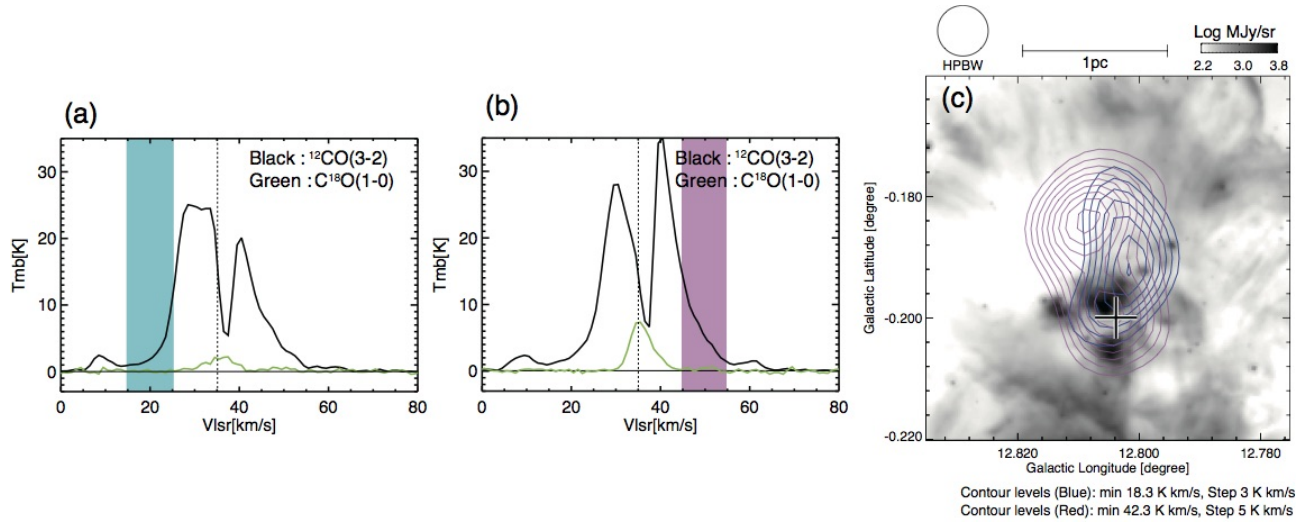 (a)
Black : ¹²CO(3-2)
Green : C¹⁸O(1-0)
Tmb[K]
30
20
10
0
0 20 40 60 80
Vlsr[km/s]
(b)
Black : ¹²CO(3-2)
Green : C¹⁸O(1-0)
Tmb[K]
30
20
10
0
0 20 40 60 80
Vlsr[km/s]
HPBW
1pc
Log MJy/sr
2.2 3.0 3.8
(c)
Galactic Latitude [degree]
-0.180
-0.200
-0.220
12.820 12.800 12.780
Galactic Longitude [degree]
Contour levels (Blue): min 18.3 K km/s, Step 3 K km/s
Contour levels (Red): min 42.3 K km/s, Step 5 K km/s